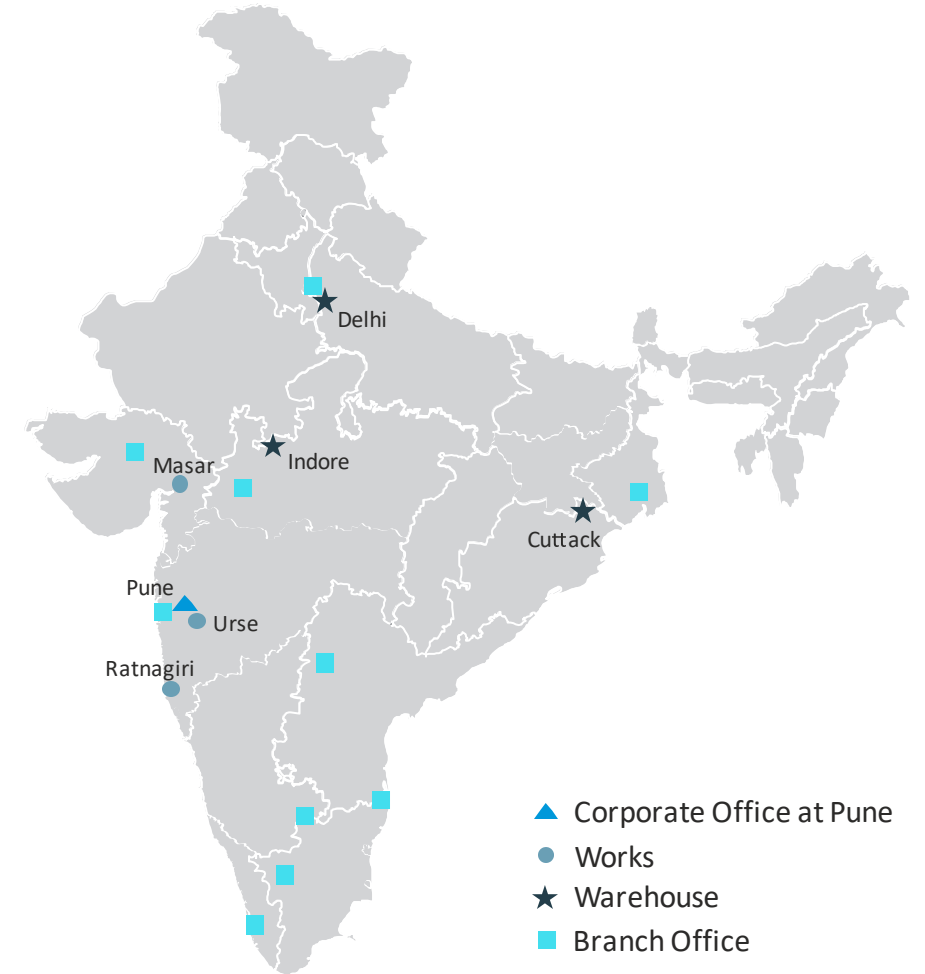 Delhi
Indore
Masar
Cuttack
Pune
Urse
Ratnagiri
Corporate Office at Pune
Works
Warehouse
Branch Office